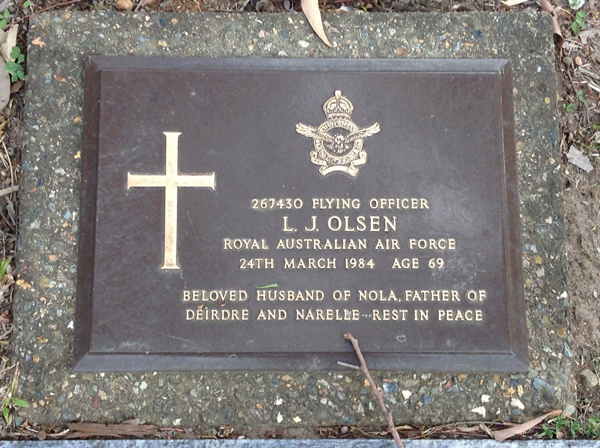 267430 FLYING OFFICER
L. J. OLSEN
ROYAL AUSTRALIAN AIR FORCE
24TH MARCH 1984 AGE 69
BELOVED HUSBAND OF NOLA, FATHER OF
DEIRDRE AND NARELLE...REST IN PEACE